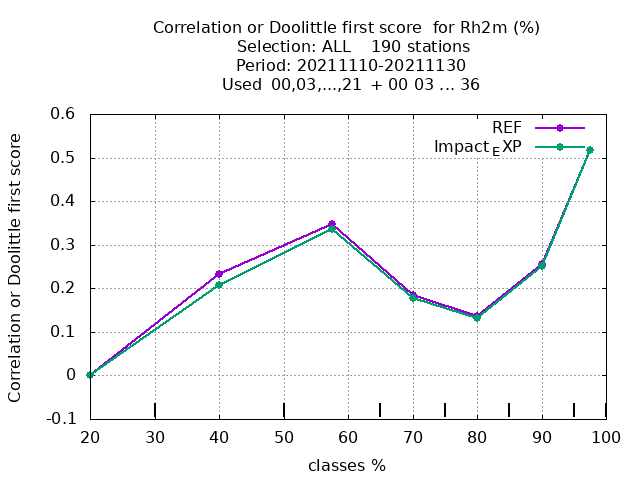 Correlation or Doolittle first score  for Rh2m (%)
Selection: ALL    190 stations
Period: 20211110-20211130
Used  00,03,...,21  + 00 03 ... 36
Correlation or Doolittle first score
0.6
0.5
0.4
0.3
0.2
0.1
0
-0.1
REF
Impact_EXP
20 30 40 50 60 70 80 90 100
classes %